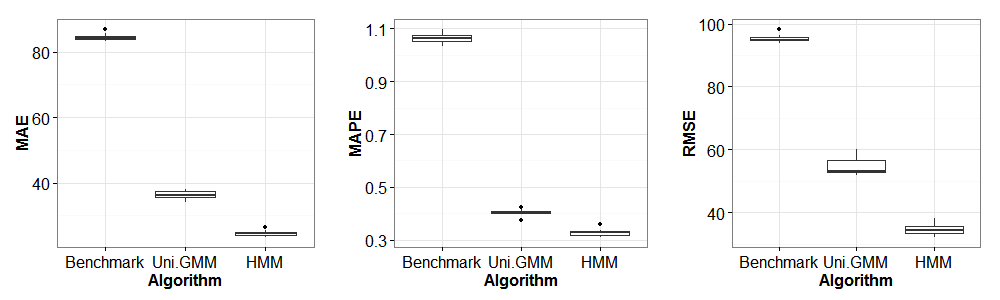 MAE
80
60
40
Benchmark Uni.GMM HMM
Algorithm
MAPE
1.1
0.9
0.7
0.5
0.3
Benchmark Uni.GMM HMM
Algorithm
RMSE
100
80
60
40
Benchmark Uni.GMM HMM
Algorithm